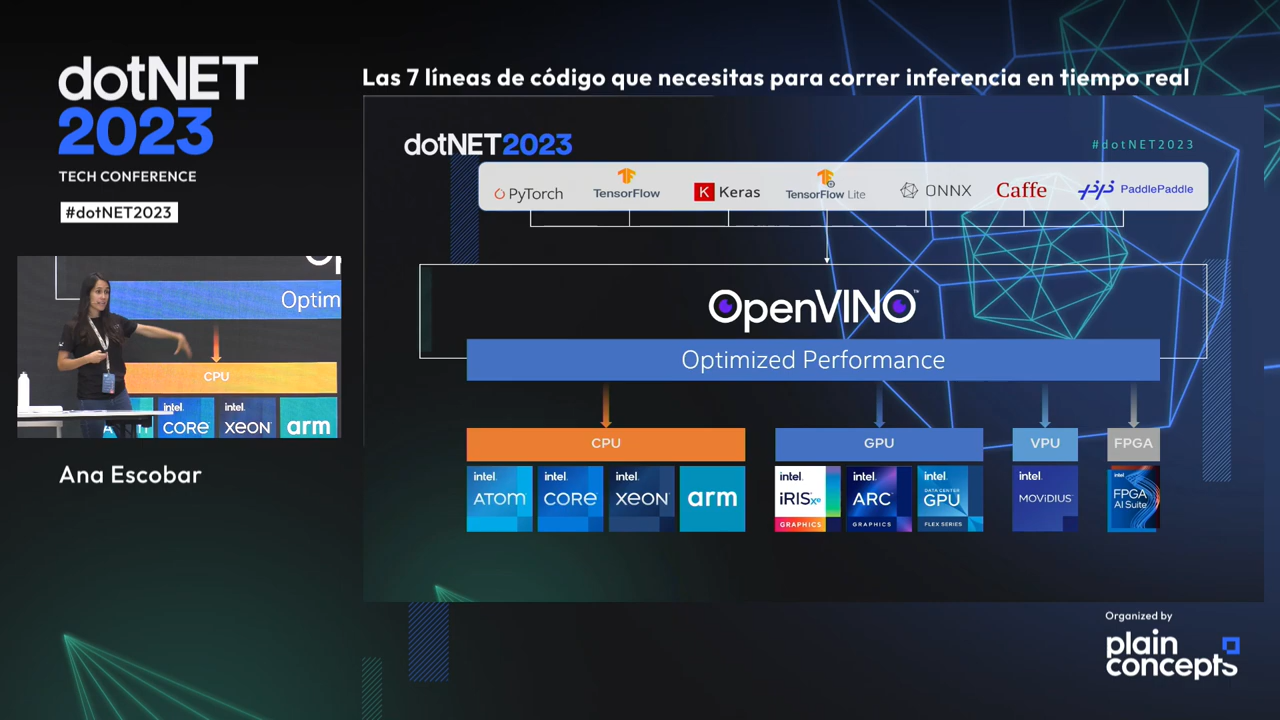 dotNET
2023
TECH CONFERENCE
#dotNET2023
Las 7 líneas de código que necesitas para correr inferencia en tiempo real
dotNET2023
#dotNET2023
PyTorch
TensorFlow
K Keras
TensorFlow Lite
ONNX
Caffe
PaddlePaddle
OpenVINO™
Optimized Performance
CPU
GPU
VPU
FPGA
intel. ATOM
intel. CORE
intel. XEON
arm
intel. iRIS Xe GRAPHICS
intel. ARC GRAPHICS
intel. DATA CENTER GPU FLEX SERIES
intel. MOVIDIUS
intel. FPGA AI Suite
Optim
CPU
intel. CORE
intel. XEON
arm
Ana Escobar
Organized by
plain
concepts